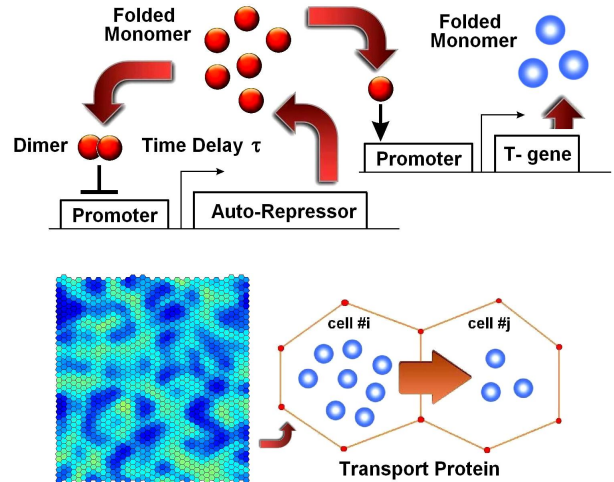 Folded
Monomer
Folded
Monomer
Dimer
Time Delay τ
Promoter
T- gene
Promoter
Auto-Repressor
cell #i
cell #j
Transport Protein